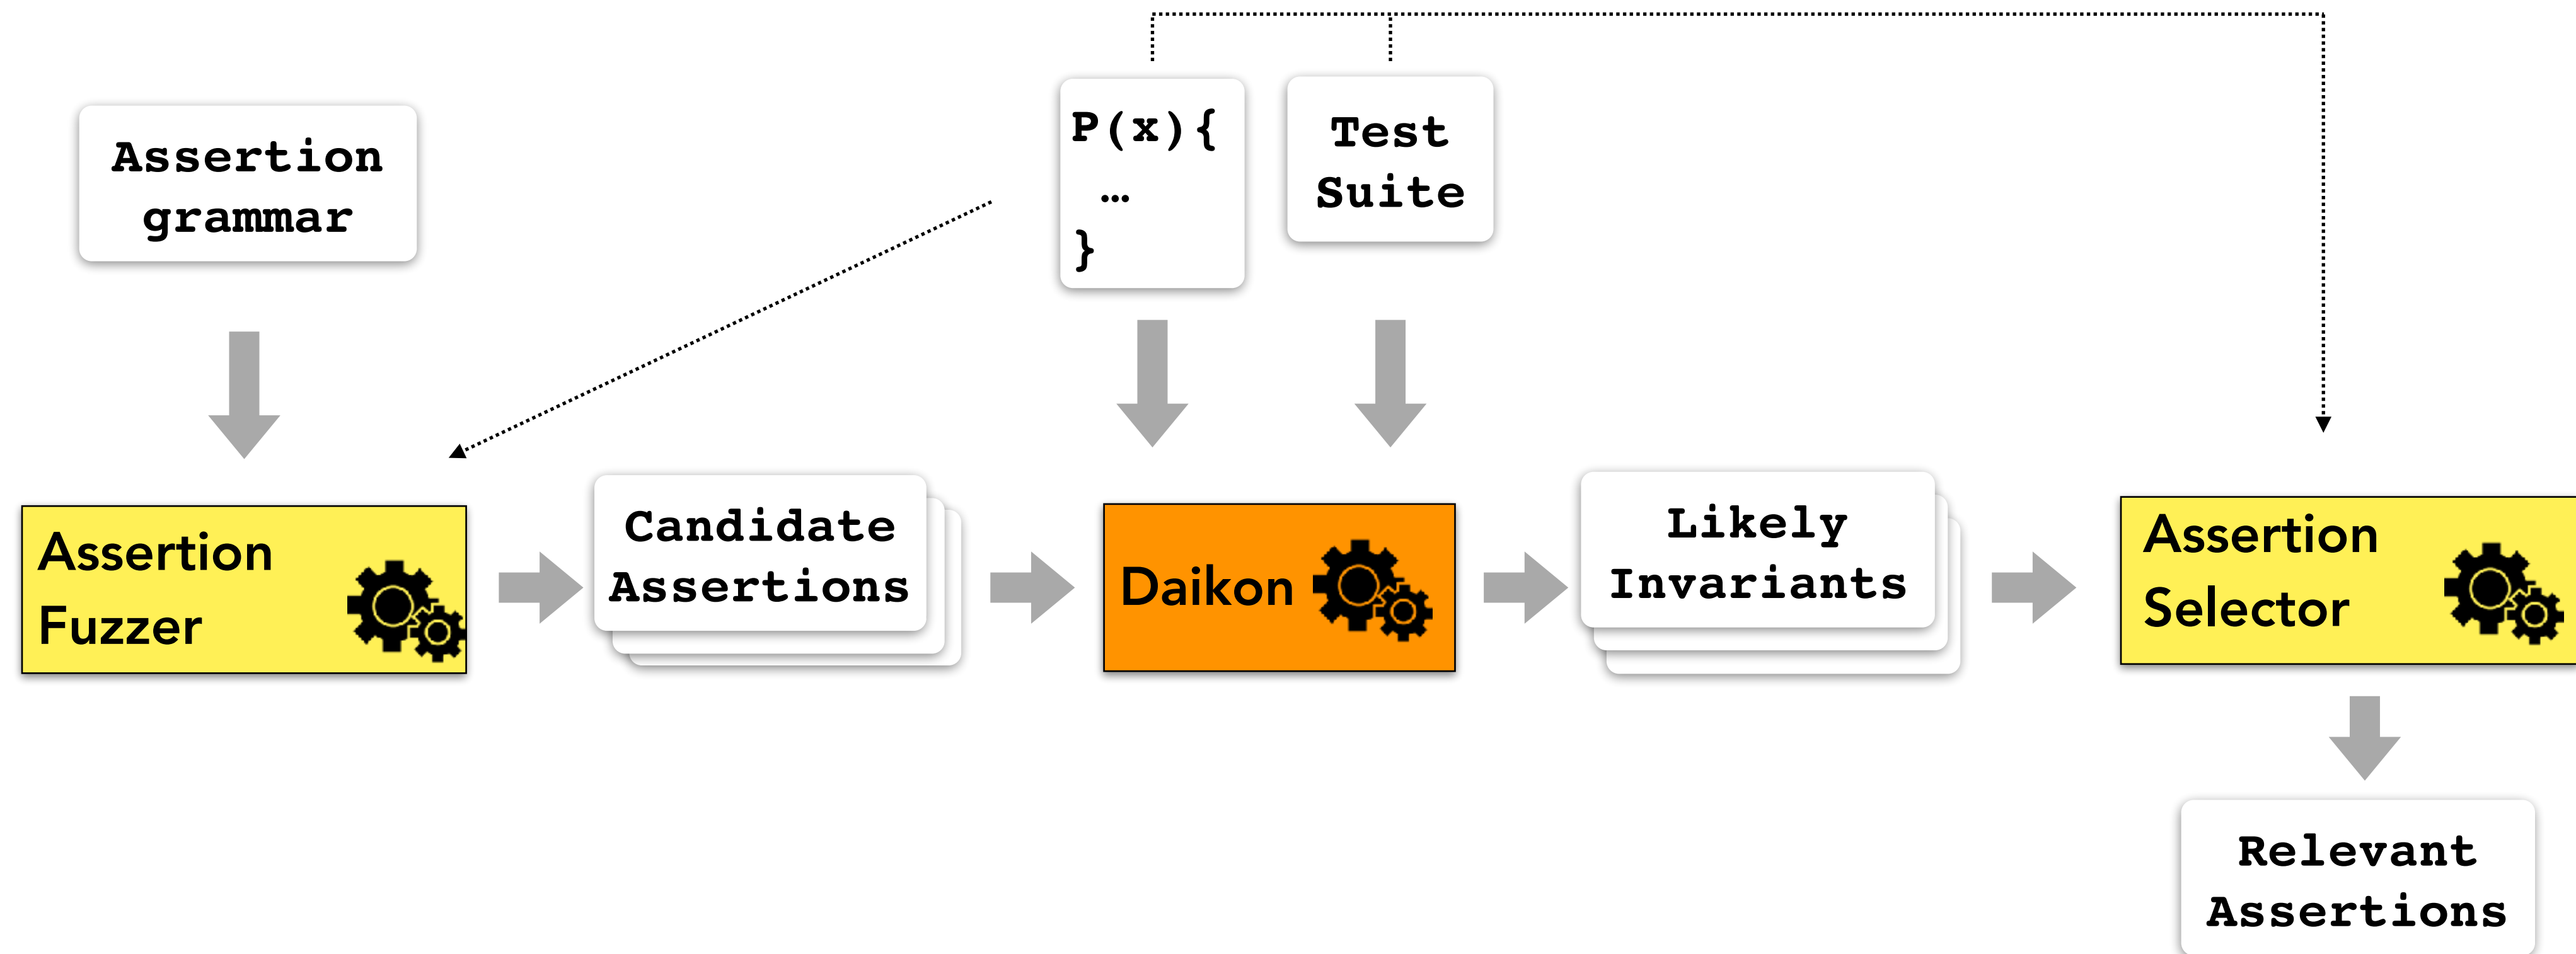 Assertion
grammar
P(x){
…
}
Test
Suite
Assertion
Fuzzer
Candidate
Assertions
Daikon
Likely
Invariants
Assertion
Selector
Relevant
Assertions